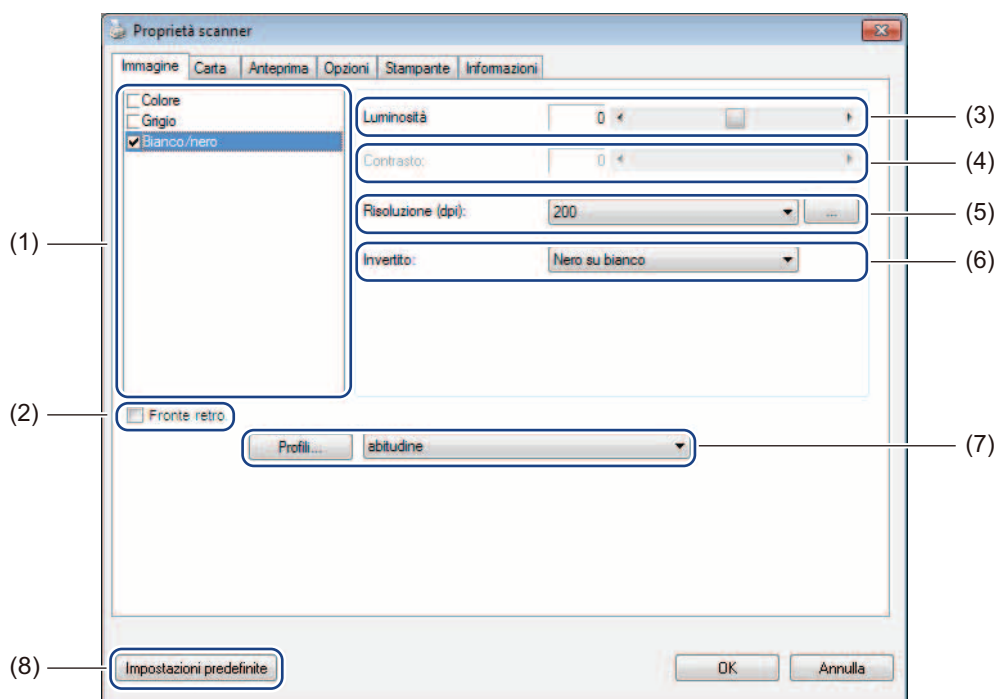 Proprietà scanner
Immagine Carta Anteprima Opzioni Stampante Informazioni
Colore
Grigio
Bianco/nero
Luminosità 0
(3)
Contrasto: 0
(4)
Risoluzione (dpi): 200 ...
(5)
Invertito: Nero su bianco
(6)
(1)
(2)
Fronte retro
Profili... abitudine
(7)
(8)
Impostazioni predefinite OK Annulla